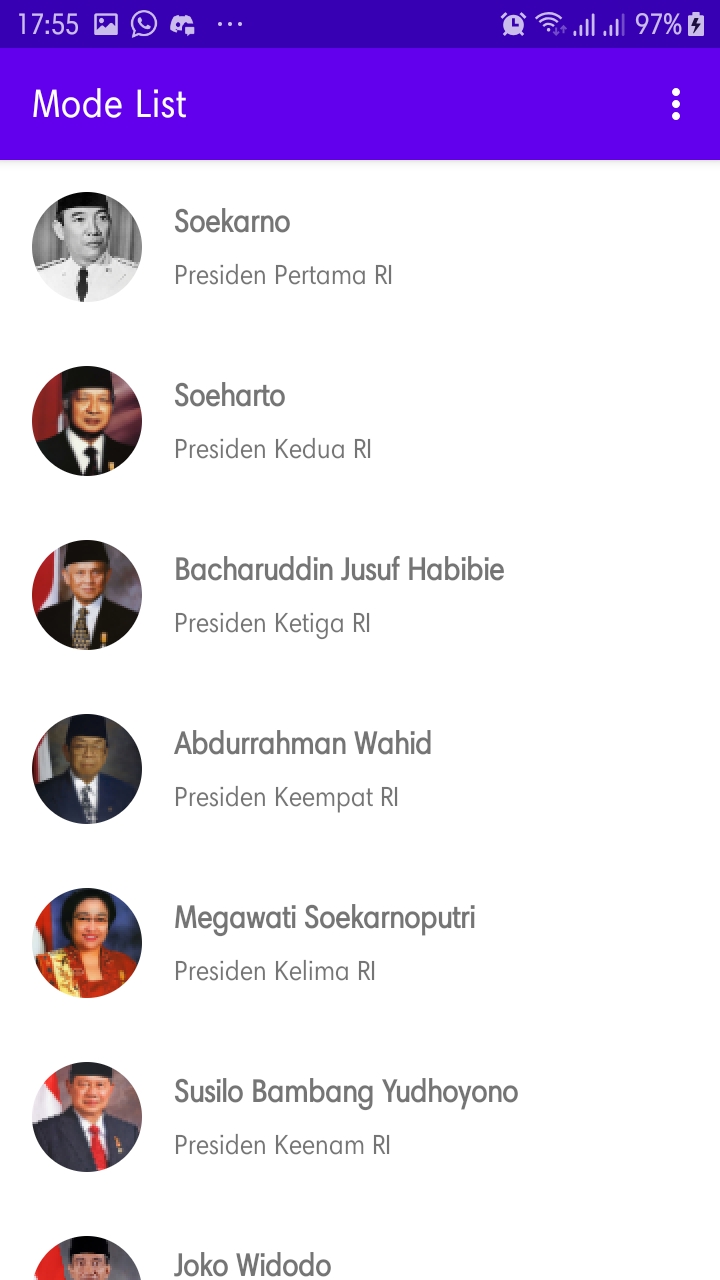 17:55 97%
Mode List
Soekarno
Presiden Pertama RI
Soeharto
Presiden Kedua RI
Bacharuddin Jusuf Habibie
Presiden Ketiga RI
Abdurrahman Wahid
Presiden Keempat RI
Megawati Soekarnoputri
Presiden Kelima RI
Susilo Bambang Yudhoyono
Presiden Keenam RI
Joko Widodo